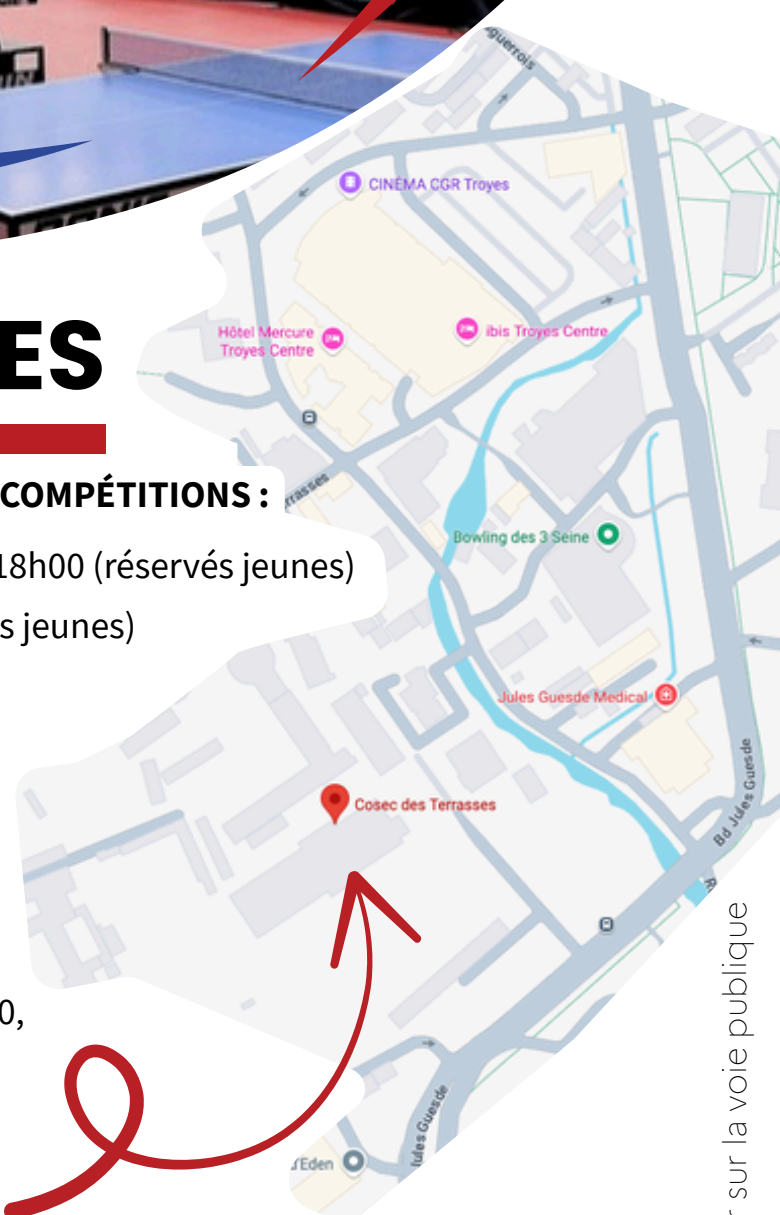 CINÉMA CGR Troyes
Hôtel Mercure
Troyes Centre
ibis Troyes Centre
ES
COMPÉTITIONS :
18h00 (réservés jeunes)
s jeunes)
Bowling des 3 Seine
Jules Guesde Medical
Cosec des Terrasses
Bd Jules Guesde
0,
Jules Guesde
d'Eden
sur la voie publique